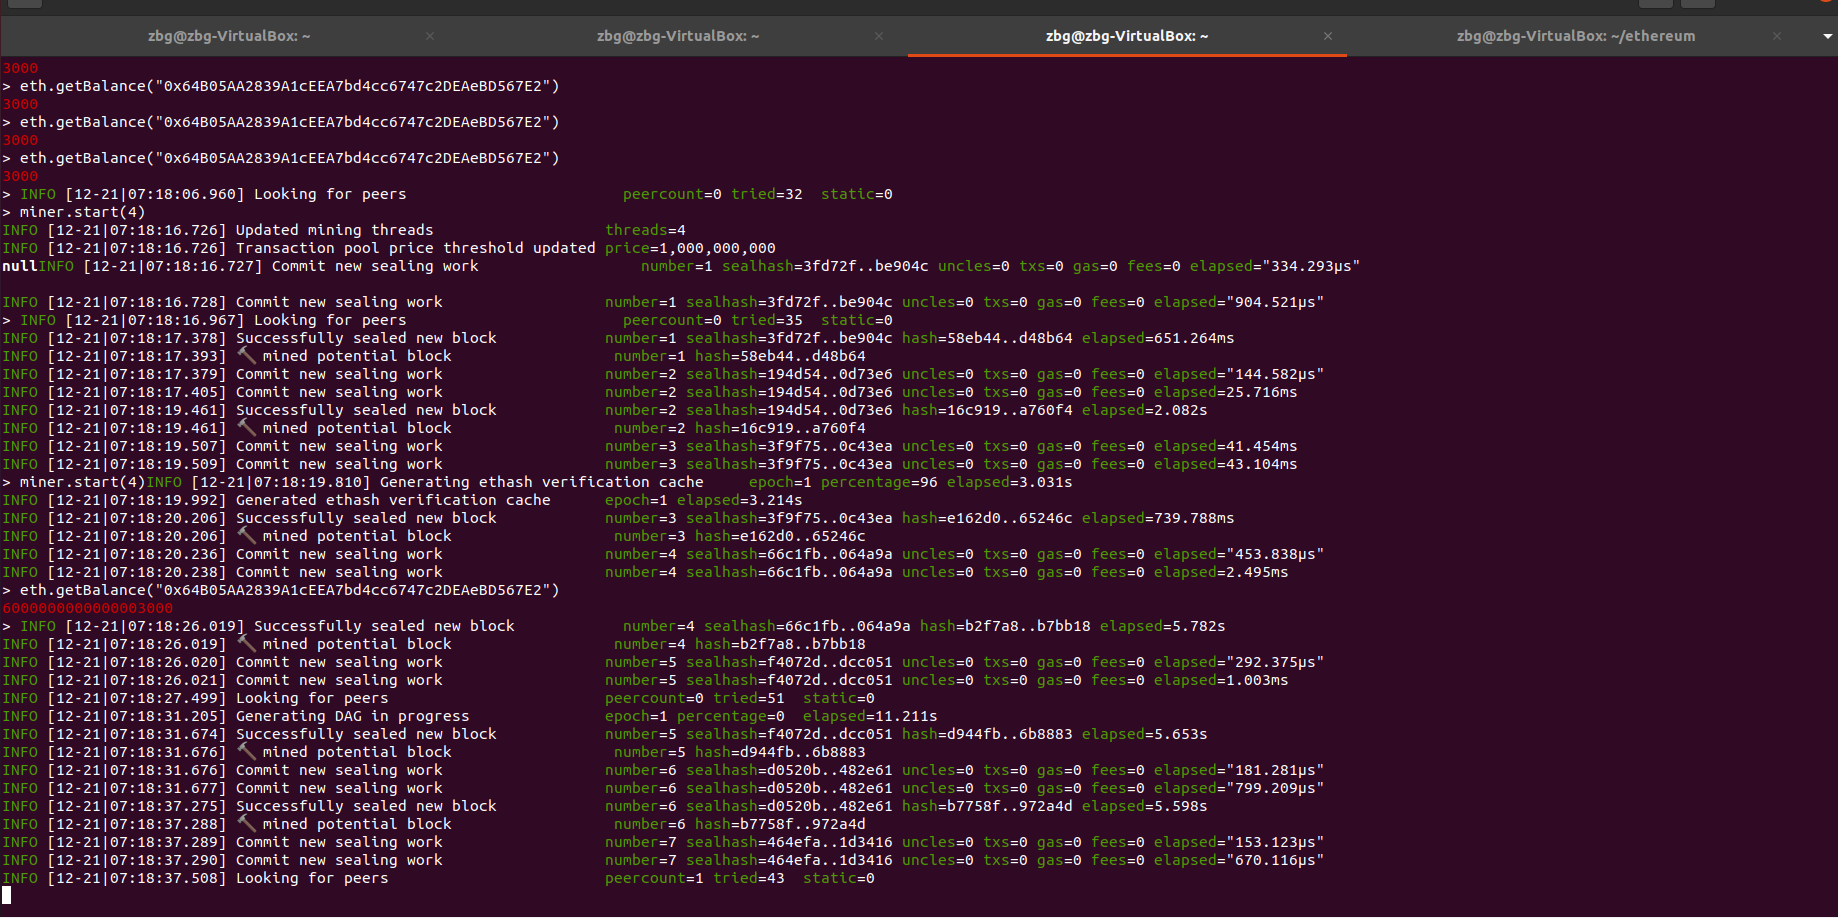 zbg@zbg-VirtualBox: ~ × zbg@zbg-VirtualBox: ~ × zbg@zbg-VirtualBox: ~ × zbg@zbg-VirtualBox: ~/ethereum ×
3000
> eth.getBalance("0x64B05AA2839A1cEEA7bd4cc6747c2DEAeBD567E2")
3000
> eth.getBalance("0x64B05AA2839A1cEEA7bd4cc6747c2DEAeBD567E2")
3000
> eth.getBalance("0x64B05AA2839A1cEEA7bd4cc6747c2DEAeBD567E2")
3000
> INFO [12-21|07:18:06.960] Looking for peers peercount=0 tried=32 static=0
> miner.start(4)
INFO [12-21|07:18:16.726] Updated mining threads threads=4
INFO [12-21|07:18:16.726] Transaction pool price threshold updated price=1,000,000,000
nullINFO [12-21|07:18:16.727] Commit new sealing work number=1 sealhash=3fd72f..be904c uncles=0 txs=0 gas=0 fees=0 elapsed="334.293µs"
INFO [12-21|07:18:16.728] Commit new sealing work number=1 sealhash=3fd72f..be904c uncles=0 txs=0 gas=0 fees=0 elapsed="904.521µs"
> INFO [12-21|07:18:16.967] Looking for peers peercount=0 tried=35 static=0
INFO [12-21|07:18:17.378] Successfully sealed new block number=1 sealhash=3fd72f..be904c hash=58eb44..d48b64 elapsed=651.264ms
INFO [12-21|07:18:17.393] 🔨 mined potential block number=1 hash=58eb44..d48b64
INFO [12-21|07:18:17.379] Commit new sealing work number=2 sealhash=194d54..0d73e6 uncles=0 txs=0 gas=0 fees=0 elapsed="144.582µs"
INFO [12-21|07:18:17.405] Commit new sealing work number=2 sealhash=194d54..0d73e6 uncles=0 txs=0 gas=0 fees=0 elapsed=25.716ms
INFO [12-21|07:18:19.461] Successfully sealed new block number=2 sealhash=194d54..0d73e6 hash=16c919..a760f4 elapsed=2.082s
INFO [12-21|07:18:19.461] 🔨 mined potential block number=2 hash=16c919..a760f4
INFO [12-21|07:18:19.507] Commit new sealing work number=3 sealhash=3f9f75..0c43ea uncles=0 txs=0 gas=0 fees=0 elapsed=41.454ms
INFO [12-21|07:18:19.509] Commit new sealing work number=3 sealhash=3f9f75..0c43ea uncles=0 txs=0 gas=0 fees=0 elapsed=43.104ms
> miner.start(4)INFO [12-21|07:18:19.810] Generating ethash verification cache epoch=1 percentage=96 elapsed=3.031s
INFO [12-21|07:18:19.992] Generated ethash verification cache epoch=1 elapsed=3.214s
INFO [12-21|07:18:20.206] Successfully sealed new block number=3 sealhash=3f9f75..0c43ea hash=e162d0..65246c elapsed=739.788ms
INFO [12-21|07:18:20.206] 🔨 mined potential block number=3 hash=e162d0..65246c
INFO [12-21|07:18:20.236] Commit new sealing work number=4 sealhash=66c1fb..064a9a uncles=0 txs=0 gas=0 fees=0 elapsed="453.838µs"
INFO [12-21|07:18:20.238] Commit new sealing work number=4 sealhash=66c1fb..064a9a uncles=0 txs=0 gas=0 fees=0 elapsed=2.495ms
> eth.getBalance("0x64B05AA2839A1cEEA7bd4cc6747c2DEAeBD567E2")
6000000000000003000
> INFO [12-21|07:18:26.019] Successfully sealed new block number=4 sealhash=66c1fb..064a9a hash=b2f7a8..b7bb18 elapsed=5.782s
INFO [12-21|07:18:26.019] 🔨 mined potential block number=4 hash=b2f7a8..b7bb18
INFO [12-21|07:18:26.020] Commit new sealing work number=5 sealhash=f4072d..dcc051 uncles=0 txs=0 gas=0 fees=0 elapsed="292.375µs"
INFO [12-21|07:18:26.021] Commit new sealing work number=5 sealhash=f4072d..dcc051 uncles=0 txs=0 gas=0 fees=0 elapsed=1.003ms
INFO [12-21|07:18:27.499] Looking for peers peercount=0 tried=51 static=0
INFO [12-21|07:18:31.205] Generating DAG in progress epoch=1 percentage=0 elapsed=11.211s
INFO [12-21|07:18:31.674] Successfully sealed new block number=5 sealhash=f4072d..dcc051 hash=d944fb..6b8883 elapsed=5.653s
INFO [12-21|07:18:31.676] 🔨 mined potential block number=5 hash=d944fb..6b8883
INFO [12-21|07:18:31.676] Commit new sealing work number=6 sealhash=d0520b..482e61 uncles=0 txs=0 gas=0 fees=0 elapsed="181.281µs"
INFO [12-21|07:18:31.677] Commit new sealing work number=6 sealhash=d0520b..482e61 uncles=0 txs=0 gas=0 fees=0 elapsed="799.209µs"
INFO [12-21|07:18:37.275] Successfully sealed new block number=6 sealhash=d0520b..482e61 hash=b7758f..972a4d elapsed=5.598s
INFO [12-21|07:18:37.288] 🔨 mined potential block number=6 hash=b7758f..972a4d
INFO [12-21|07:18:37.289] Commit new sealing work number=7 sealhash=464efa..1d3416 uncles=0 txs=0 gas=0 fees=0 elapsed="153.123µs"
INFO [12-21|07:18:37.290] Commit new sealing work number=7 sealhash=464efa..1d3416 uncles=0 txs=0 gas=0 fees=0 elapsed="670.116µs"
INFO [12-21|07:18:37.508] Looking for peers peercount=1 tried=43 static=0